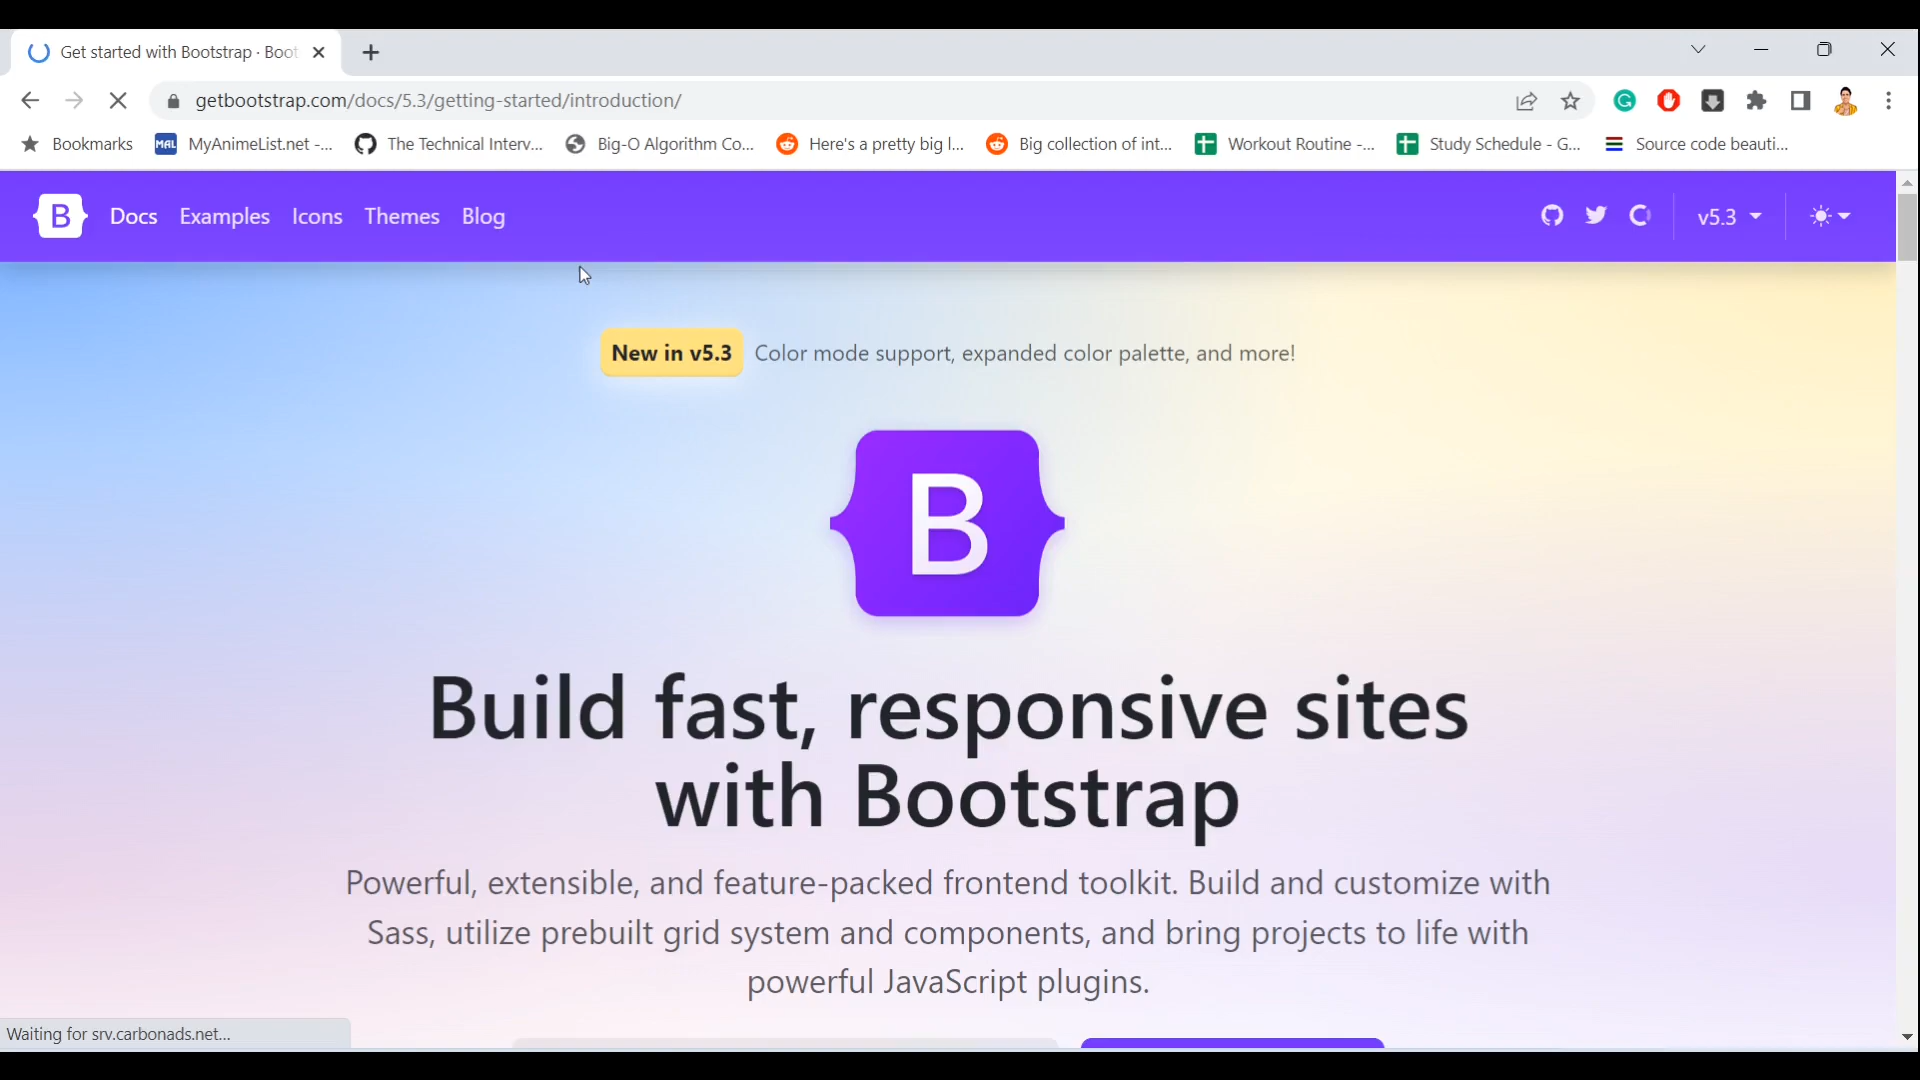 Get started with Bootstrap · Boot
getbootstrap.com/docs/5.3/getting-started/introduction/
Bookmarks MAL MyAnimeList.net -... The Technical Interv... Big-O Algorithm Co... Here's a pretty big l... Big collection of int... Workout Routine -... Study Schedule - G... Source code beauti...
B Docs Examples Icons Themes Blog v5.3
New in v5.3 Color mode support, expanded color palette, and more!
B
Build fast, responsive sites
with Bootstrap
Powerful, extensible, and feature-packed frontend toolkit. Build and customize with
Sass, utilize prebuilt grid system and components, and bring projects to life with
powerful JavaScript plugins.
Waiting for srv.carbonads.net...